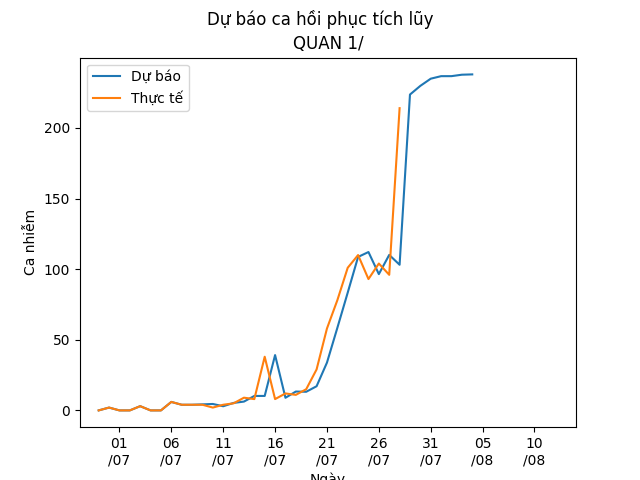 Dự báo ca hồi phục tích lũy
QUAN 1/
Dự báo
Thực tế
Ca nhiễm
200
150
100
50
0
01 06 11 16 21 26 31 05 10
/07 /07 /07 /07 /07 /07 /07 /08 /08
Ngày